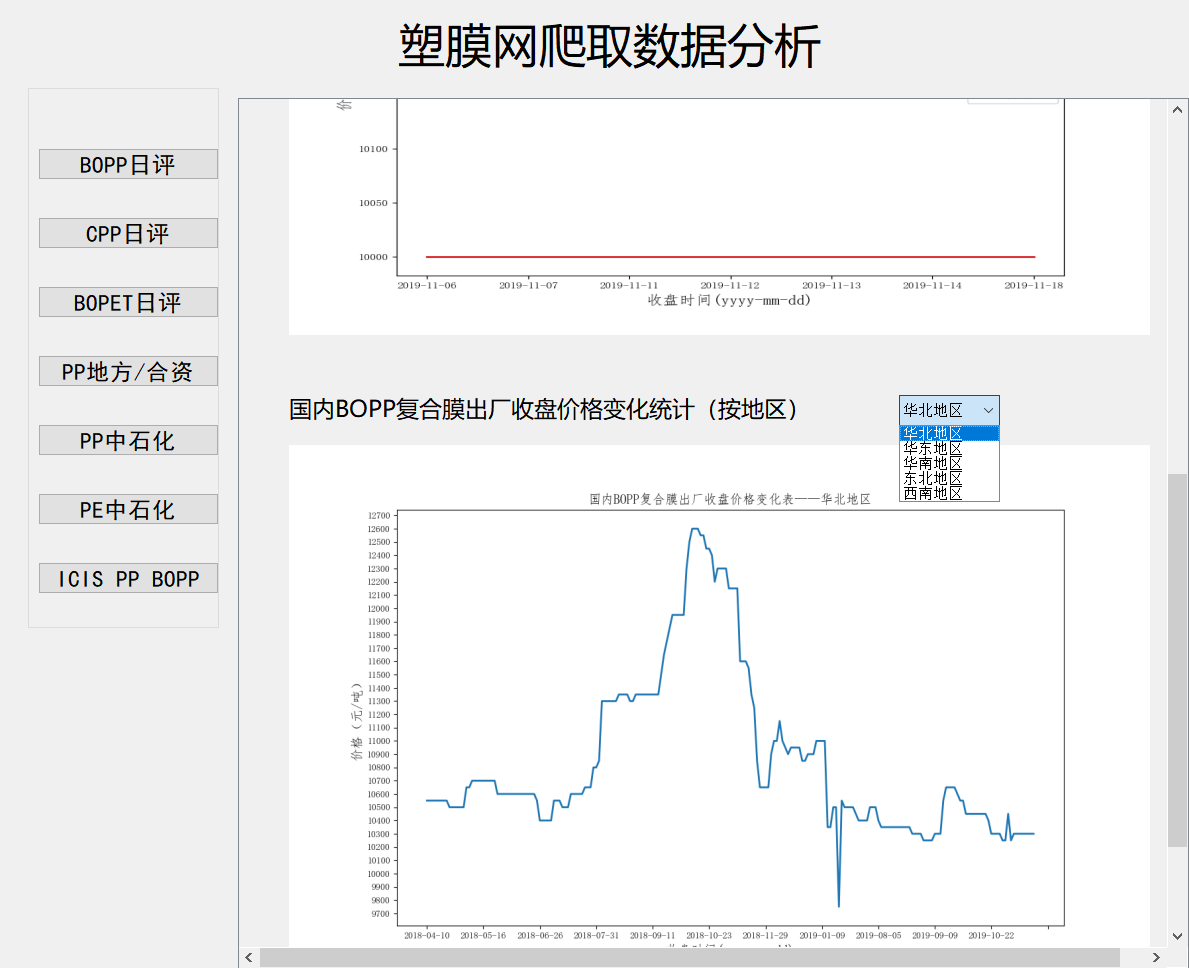 塑膜网爬取数据分析
BOPP日评
CPP日评
BOPET日评
PP地方/合资
PP中石化
PE中石化
ICIS PP BOPP
10100
10050
10000
2019-11-06 2019-11-07 2019-11-11 2019-11-12 2019-11-13 2019-11-14 2019-11-18
收盘时间(yyyy-mm-dd)
国内BOPP复合膜出厂收盘价格变化统计（按地区）
华北地区
华北地区
华东地区
华南地区
东北地区
西南地区
国内BOPP复合膜出厂收盘价格变化表——华北地区
价格（元/吨）
12700
12600
12500
12400
12300
12200
12100
12000
11900
11800
11700
11600
11500
11400
11300
11200
11100
11000
10900
10800
10700
10600
10500
10400
10300
10200
10100
10000
9900
9800
9700
2018-04-10 2018-05-16 2018-06-26 2018-07-31 2018-09-11 2018-10-23 2018-11-29 2019-01-09 2019-08-05 2019-09-09 2019-10-22